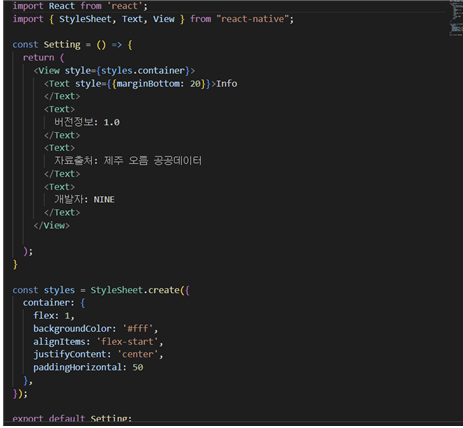 import React from 'react';
import { StyleSheet, Text, View } from "react-native";
const Setting = () => {
return (
<View style={styles.container}>
<Text style={{marginBottom: 20}}>Info
</Text>
<Text>
버전정보: 1.0
</Text>
<Text>
자료출처: 제주 오름 공공데이터
</Text>
<Text>
개발자: NINE
</Text>
</View>
);
}
const styles = StyleSheet.create({
container: {
flex: 1,
backgroundColor: '#fff',
alignItems: 'flex-start',
justifyContent: 'center',
paddingHorizontal: 50
},
});
export default Setting;